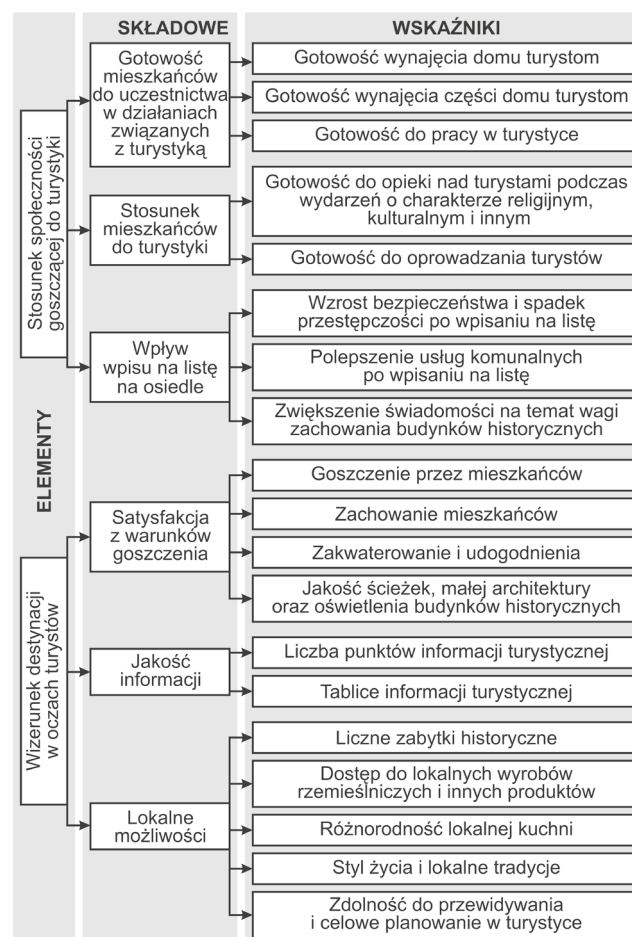 SKŁADOWE
WSKAŹNIKI
ELEMENTY
Stosunek społeczności
goszczącej do turystyki
Gotowość
mieszkańców
do uczestnictwa
w działaniach
związanych
z turystyką
Gotowość wynajęcia domu turystom
Gotowość wynajęcia części domu turystom
Gotowość do pracy w turystyce
Stosunek
mieszkańców
do turystyki
Gotowość do opieki nad turystami podczas
wydarzeń o charakterze religijnym,
kulturalnym i innym
Gotowość do oprowadzania turystów
Wpływ
wpisu na listę
na osiedle
Wzrost bezpieczeństwa i spadek
przestępczości po wpisaniu na listę
Polepszenie usług komunalnych
po wpisaniu na listę
Zwiększenie świadomości na temat wagi
zachowania budynków historycznych
Wizerunek destynacji
w oczach turystów
Satysfakcja
z warunków
goszczenia
Goszczenie przez mieszkańców
Zachowanie mieszkańców
Zakwaterowanie i udogodnienia
Jakość ścieżek, małej architektury
oraz oświetlenia budynków historycznych
Jakość
informacji
Liczba punktów informacji turystycznej
Tablice informacji turystycznej
Lokalne
możliwości
Liczne zabytki historyczne
Dostęp do lokalnych wyrobów
rzemieślniczych i innych produktów
Różnorodność lokalnej kuchni
Styl życia i lokalne tradycje
Zdolność do przewidywania
i celowe planowanie w turystyce